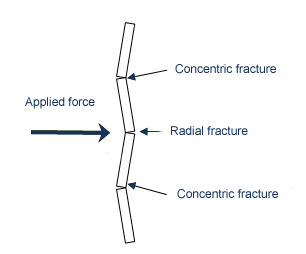 Concentric fracture
Applied force
Radial fracture
Concentric fracture